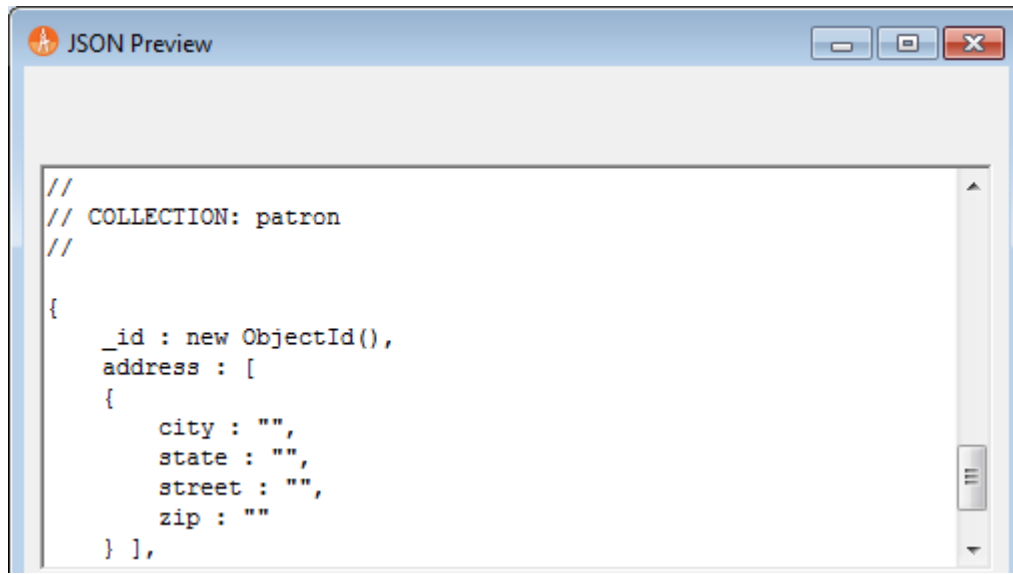 JSON Preview
//
// COLLECTION: patron
//
{
    _id : new ObjectId(),
    address : [
    {
        city : "",
        state : "",
        street : "",
        zip : ""
    } ],